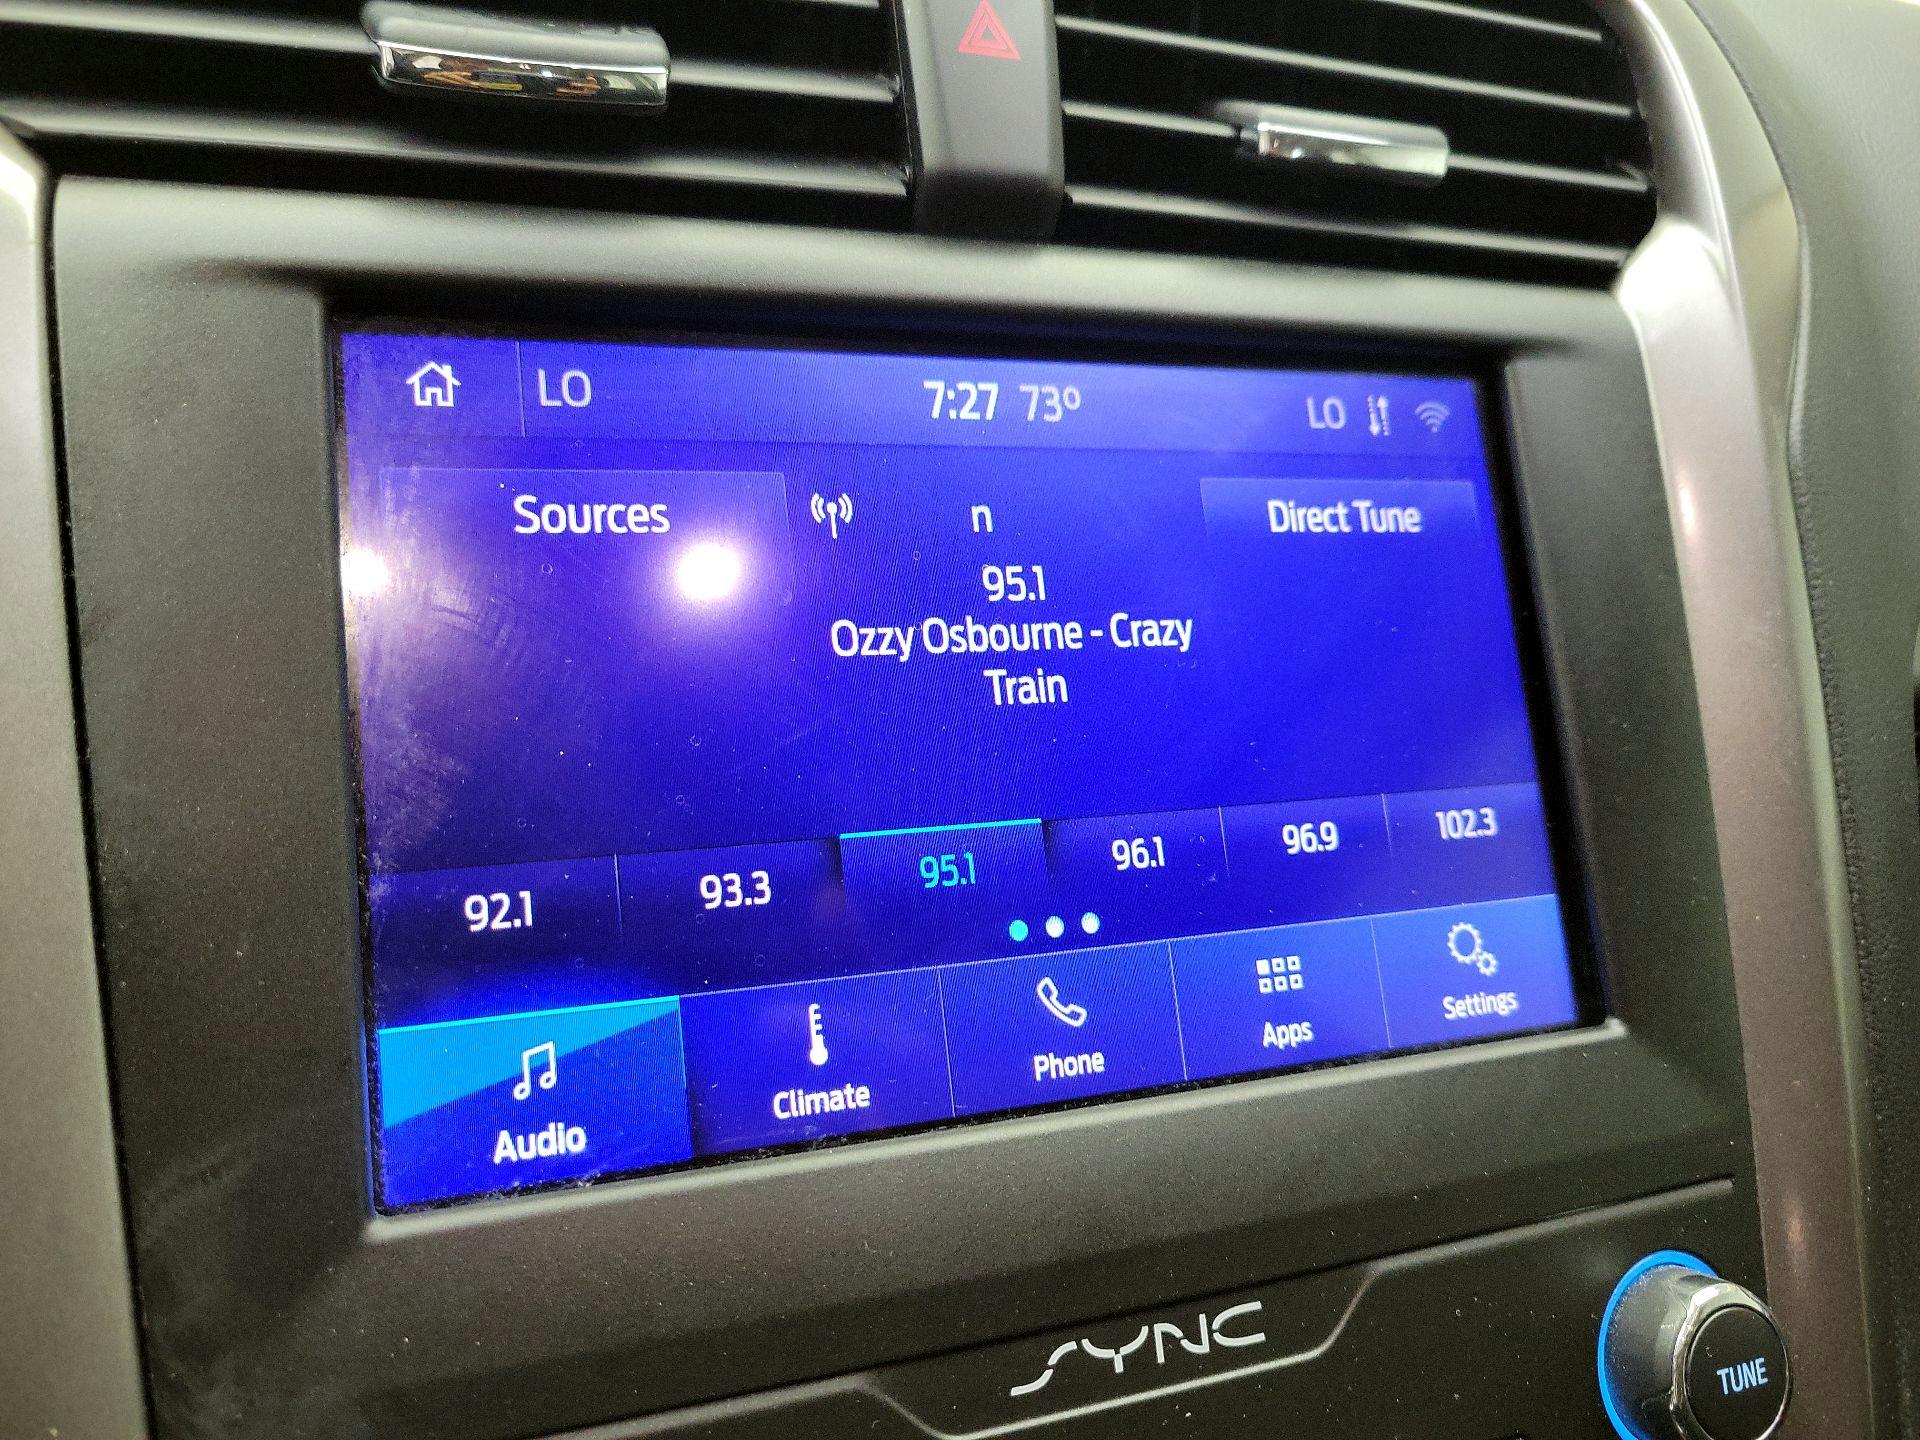 LO 7:27 73° LO
Sources n Direct Tune
95.1
Ozzy Osbourne - Crazy
Train
92.1 93.3 95.1 96.1 96.9 102.3
Audio Climate Phone Apps Settings
SYNC
TUNE